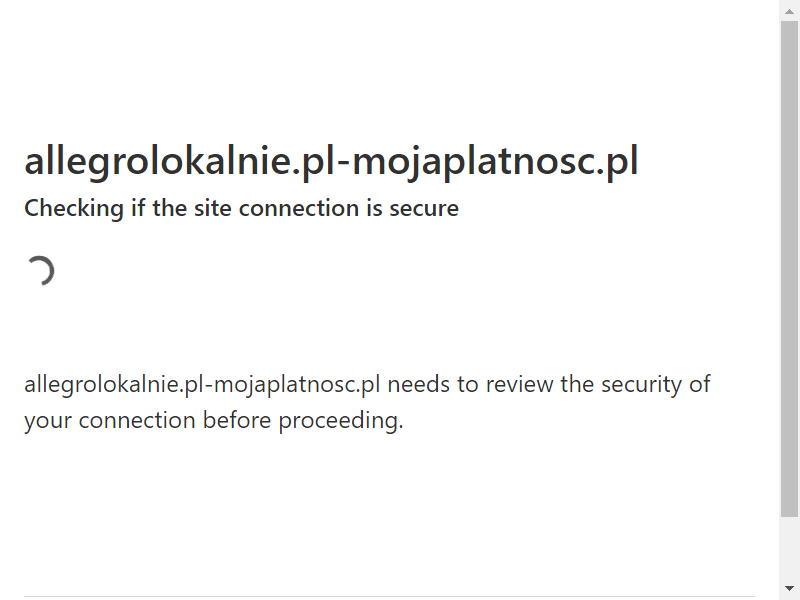 allegrolokalnie.pl-mojaplatnosc.pl
Checking if the site connection is secure
allegrolokalnie.pl-mojaplatnosc.pl needs to review the security of
your connection before proceeding.